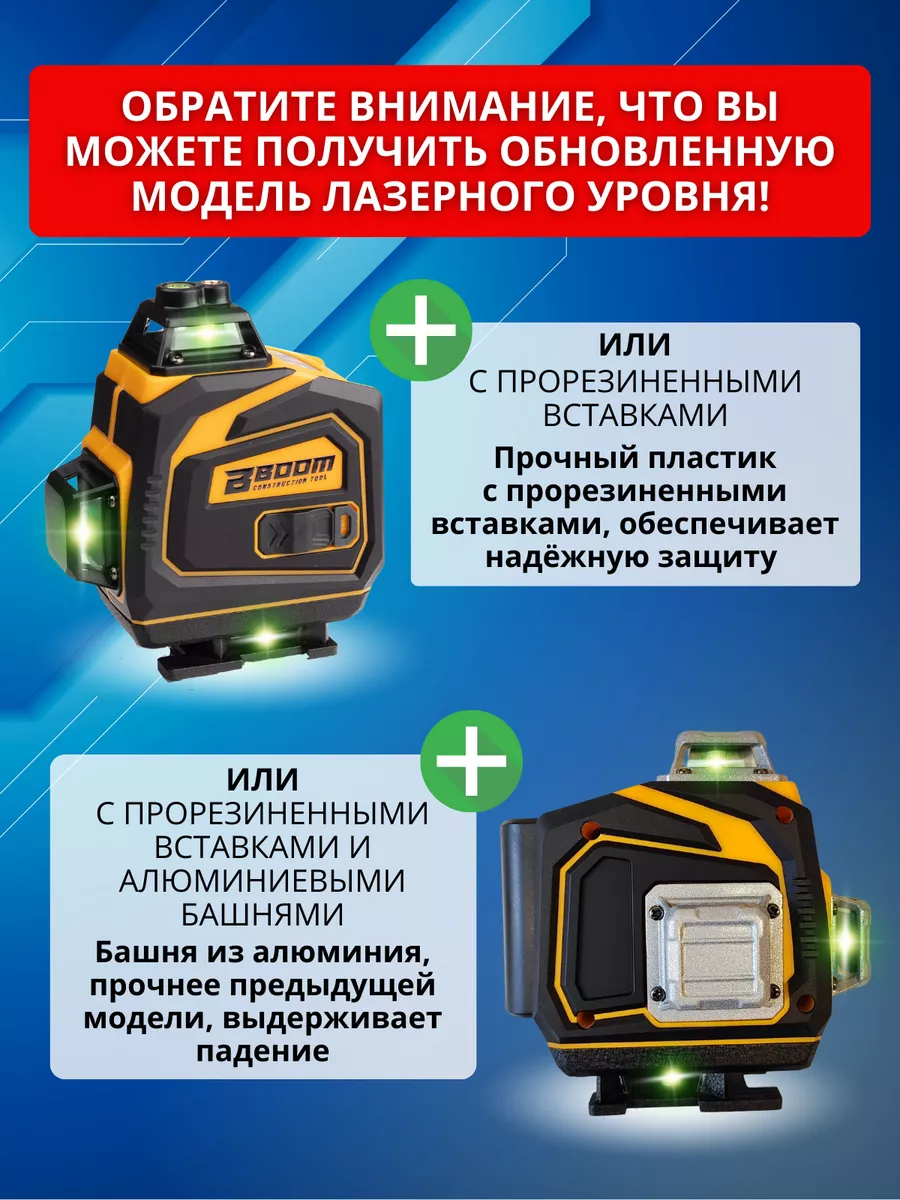 ОБРАТИТЕ ВНИМАНИЕ, ЧТО ВЫ
МОЖЕТЕ ПОЛУЧИТЬ ОБНОВЛЕННУЮ
МОДЕЛЬ ЛАЗЕРНОГО УРОВНЯ!
ИЛИ
С ПРОРЕЗИНЕННЫМИ
ВСТАВКАМИ
Прочный пластик
с прорезиненными
вставками, обеспечивает
надёжную защиту
BOOM
CONSTRUCTION TOOL
ИЛИ
С ПРОРЕЗИНЕННЫМИ
ВСТАВКАМИ И
АЛЮМИНИЕВЫМИ
БАШНЯМИ
Башня из алюминия,
прочнее предыдущей
модели, выдерживает
падение